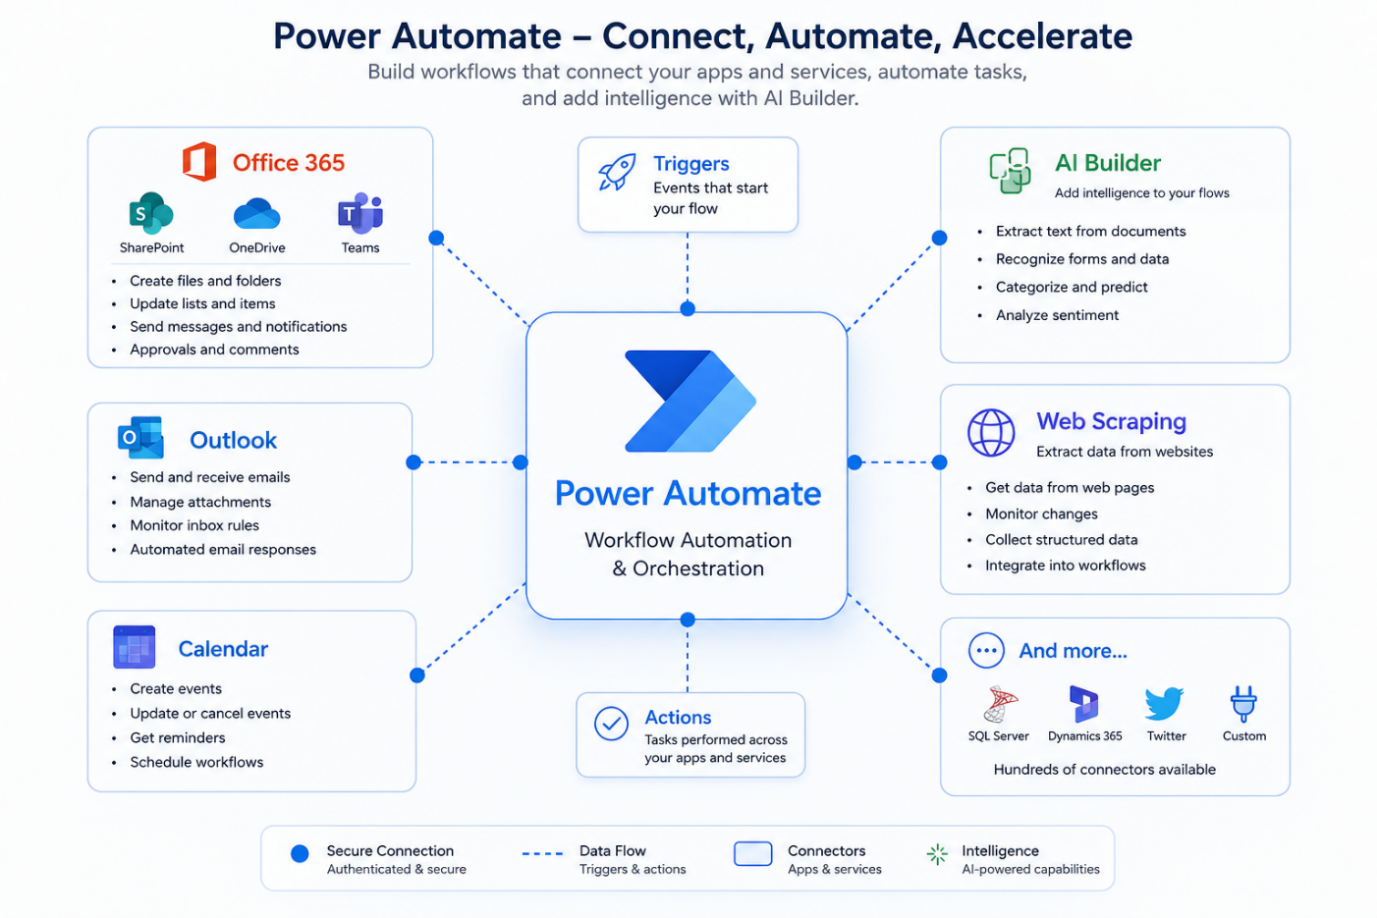 Power Automate – Connect, Automate, Accelerate
Build workflows that connect your apps and services, automate tasks,
and add intelligence with AI Builder.
Office 365
S
T
SharePoint
OneDrive
Teams
• Create files and folders
• Update lists and items
• Send messages and notifications
• Approvals and comments
Triggers
Events that start
your flow
AI Builder
Add intelligence to your flows
• Extract text from documents
• Recognize forms and data
• Categorize and predict
• Analyze sentiment
O
Outlook
• Send and receive emails
• Manage attachments
• Monitor inbox rules
• Automated email responses
Power Automate
Workflow Automation
& Orchestration
Web Scraping
Extract data from websites
• Get data from web pages
• Monitor changes
• Collect structured data
• Integrate into workflows
Calendar
• Create events
• Update or cancel events
• Get reminders
• Schedule workflows
Actions
Tasks performed across
your apps and services
And more...
SQL Server
Dynamics 365
Twitter
Custom
Hundreds of connectors available
Secure Connection
Authenticated & secure
Data Flow
Triggers & actions
Connectors
Apps & services
Intelligence
AI-powered capabilities